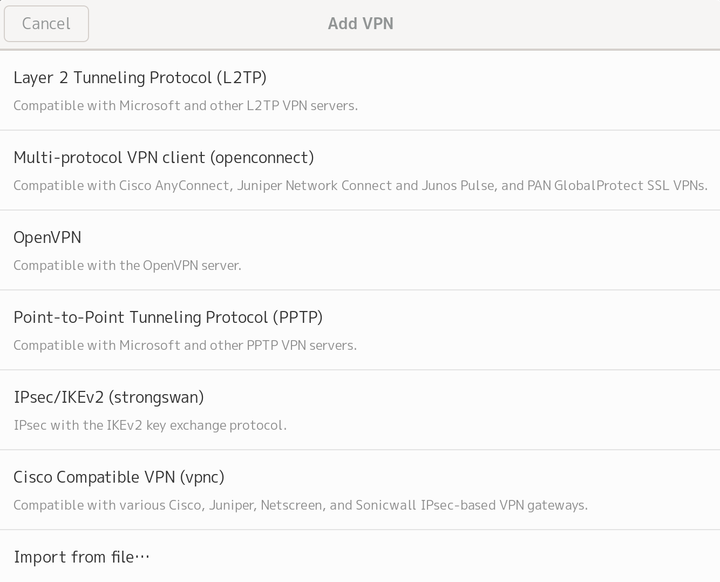 Cancel
Add VPN
Layer 2 Tunneling Protocol (L2TP)
Compatible with Microsoft and other L2TP VPN servers.
Multi-protocol VPN client (openconnect)
Compatible with Cisco AnyConnect, Juniper Network Connect and Junos Pulse, and PAN GlobalProtect SSL VPNs.
OpenVPN
Compatible with the OpenVPN server.
Point-to-Point Tunneling Protocol (PPTP)
Compatible with Microsoft and other PPTP VPN servers.
IPsec/IKEv2 (strongswan)
IPsec with the IKEv2 key exchange protocol.
Cisco Compatible VPN (vpnc)
Compatible with various Cisco, Juniper, Netscreen, and Sonicwall IPsec-based VPN gateways.
Import from file…